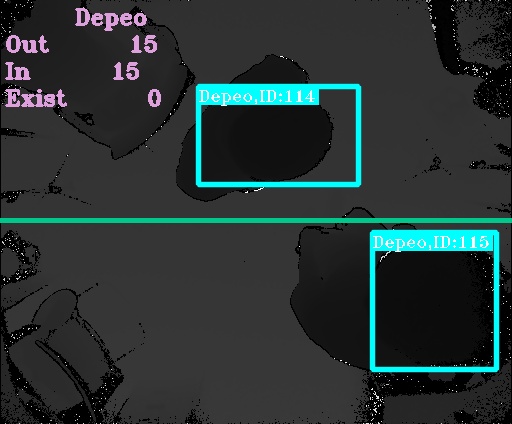 Depeo
Out 15
In 15
Exist 0
Depeo,ID:114
Depeo,ID:115